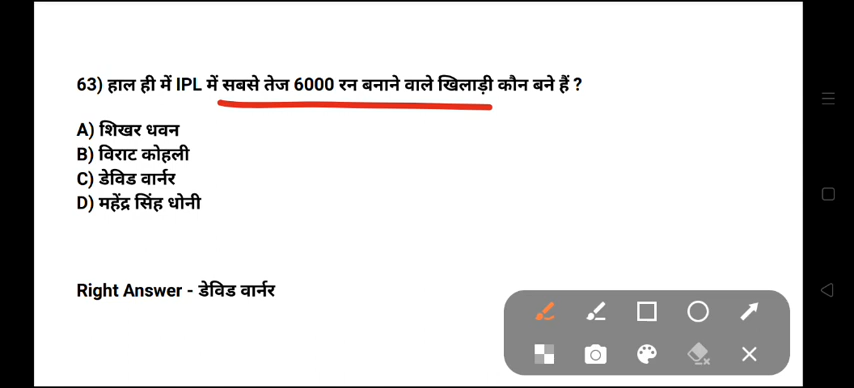 63) हाल ही में IPL में सबसे तेज 6000 रन बनाने वाले खिलाड़ी कौन बने हैं ?
A) शिखर धवन
B) विराट कोहली
C) डेविड वार्नर
D) महेंद्र सिंह धोनी
Right Answer - डेविड वार्नर